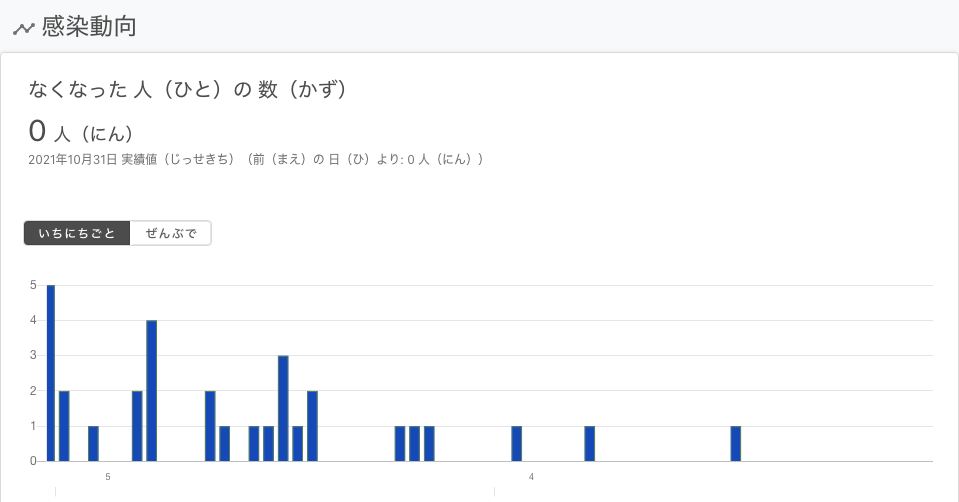 感染動向
なくなった 人（ひと）の 数（かず）
0 人（にん）
2021年10月31日 実績値（じっせきち）（前（まえ）の 日（ひ）より: 0 人（にん））
いちにちごと ぜんぶで
5
4
3
2
1
0
5 4